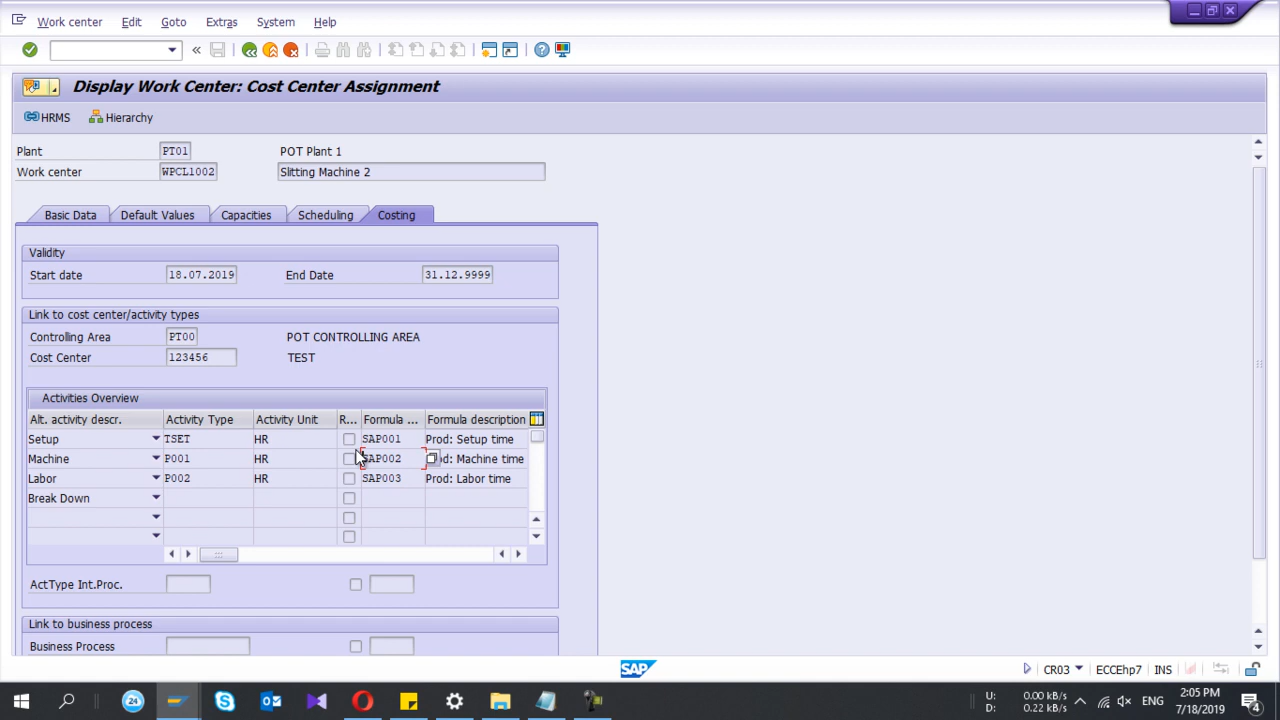 Work center Edit Goto Extras System Help
Display Work Center: Cost Center Assignment
HRMS Hierarchy
Plant PT01 POT Plant 1
Work center WPCL1002 Slitting Machine 2
Basic Data Default Values Capacities Scheduling Costing
Validity
Start date 18.07.2019 End Date 31.12.9999
Link to cost center/activity types
Controlling Area PT00 POT CONTROLLING AREA
Cost Center 123456 TEST
Activities Overview
Alt. activity descr. Activity Type Activity Unit R... Formula ... Formula description
Setup TSET HR SAP001 Prod: Setup time
Machine P001 HR SAP002 d: Machine time
Labor P002 HR SAP003 Prod: Labor time
Break Down
ActType Int.Proc.
Link to business process
Business Process
SAP CR03 ECCEhp7 INS
24 U: 0.00 kB/s ENG 2:05 PM
D: 0.22 kB/s 7/18/2019 4